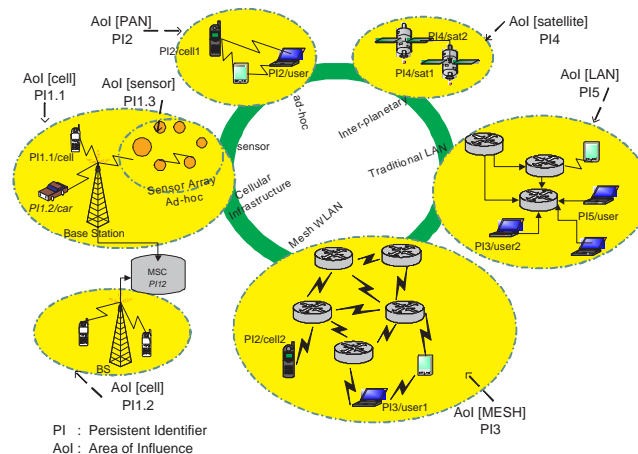 AoI [PAN]
PI2
PI2/cell1
PI2/user
AoI [satellite]
PI4
PI4/sat2
PI4/sat1
AoI [LAN]
PI5
AoI [cell]
PI1.1
AoI [sensor]
PI1.3
PI1.1/cell
PI1.2/car
Base Station
Sensor Array
Ad-hoc
ad-hoc
Inter-planetary
sensor
Traditional LAN
Cellular
Infrastructure
Mesh WLAN
PI5/user
PI3/user2
MSC
PI12
BS
AoI [cell]
PI1.2
PI2/cell2
PI3/user1
AoI [MESH]
PI3
PI : Persistent Identifier
AoI : Area of Influence